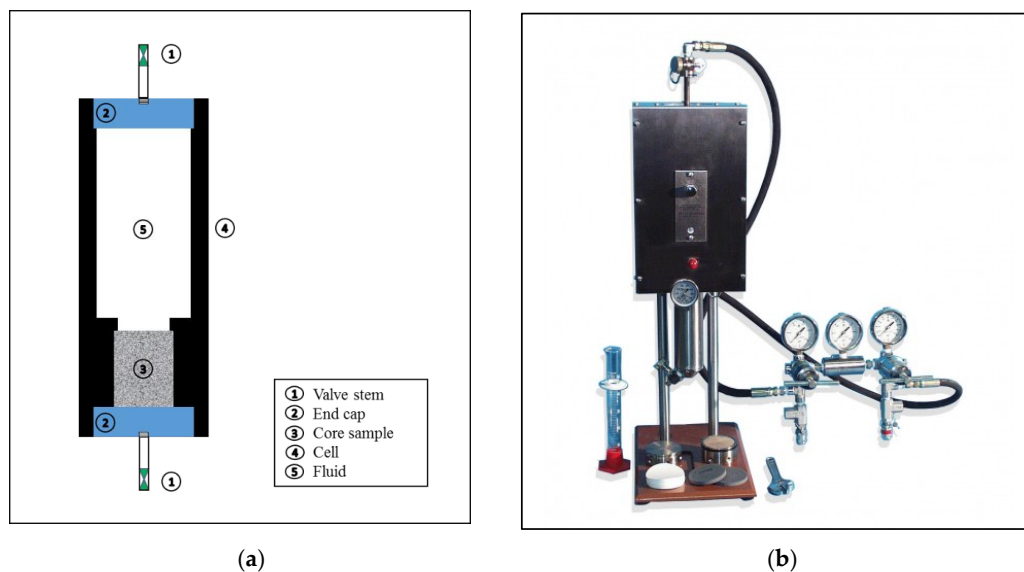 ①
②
⑤
④
③
②
①
① Valve stem
② End cap
③ Core sample
④ Cell
⑤ Fluid
(a)
(b)